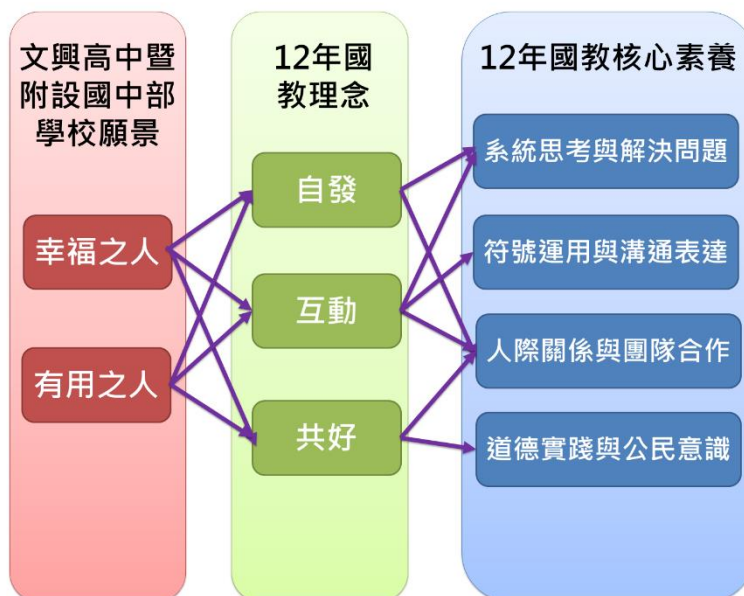 文興高中暨
附設國中部
學校願景
幸福之人
有用之人
12年國
教理念
自發
互動
共好
12年國教核心素養
系統思考與解決問題
符號運用與溝通表達
人際關係與團隊合作
道德實踐與公民意識